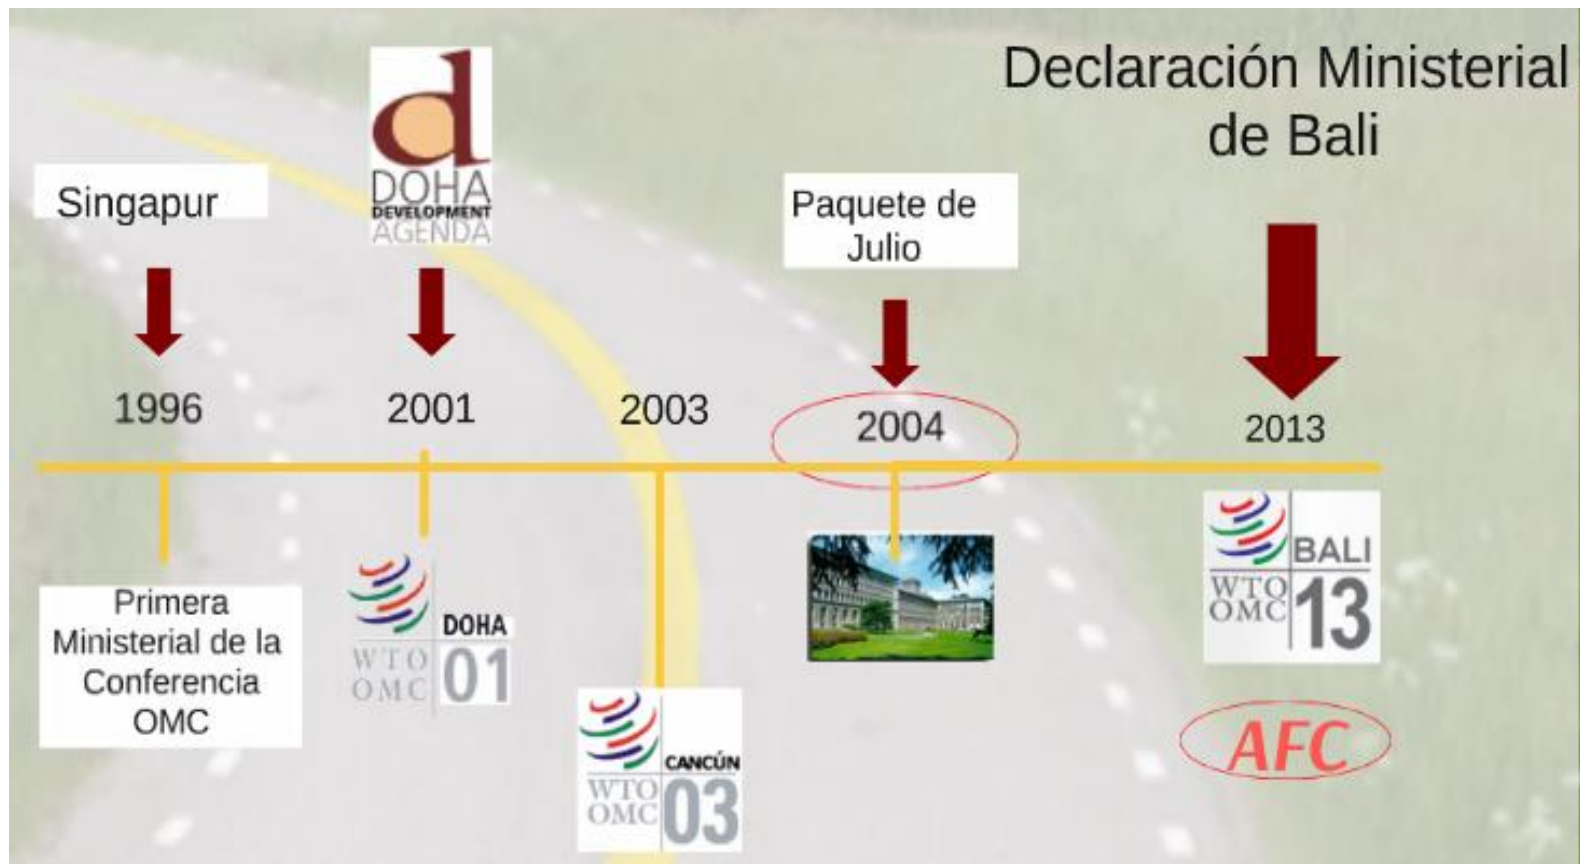 Declaración Ministerial
de Bali
DOHA
DEVELOPMENT
AGENDA
Singapur
Paquete de
Julio
1996
2001
2003
2004
2013
Primera
Ministerial de la
Conferencia
OMC
DOHA
WTO
OMC
01
CANCÚN
WTO
OMC
03
BALI
WTO
OMC
13
AFC